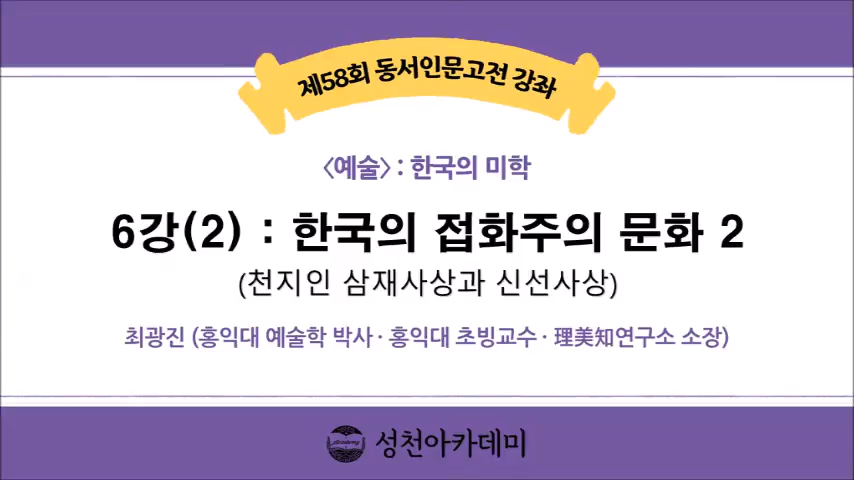 제58회 동서인문고전 강좌
<예술> : 한국의 미학
6강(2) : 한국의 접화주의 문화 2
(천지인 삼재사상과 신선사상)
최광진 (홍익대 예술학 박사 · 홍익대 초빙교수 · 理美知연구소 소장)
성천아카데미